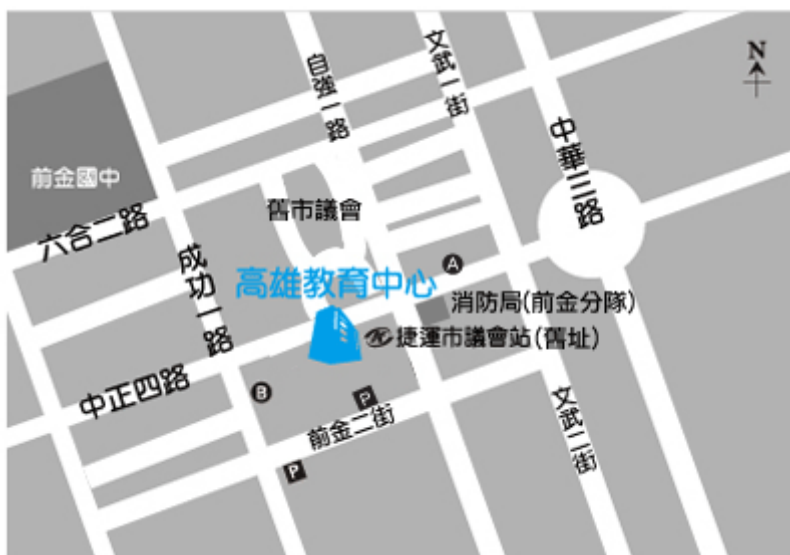 N
自強一路
文武一街
中華三路
前金國中
六合二路
舊市議會
成功一路
A
高雄教育中心
消防局(前金分隊)
捷運市議會站(舊址)
中正四路
B
P
前金二街
文武二街
P